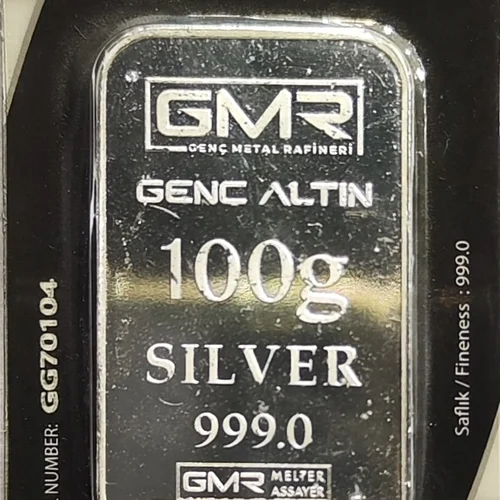 GMR
GENÇ METAL RAFİNERİ
GENC ALTIN
100g
SILVER
999.0
GMR MELTER
ASSAYER
NUMBER: GG70104
Saflık / Fineness : 999.0